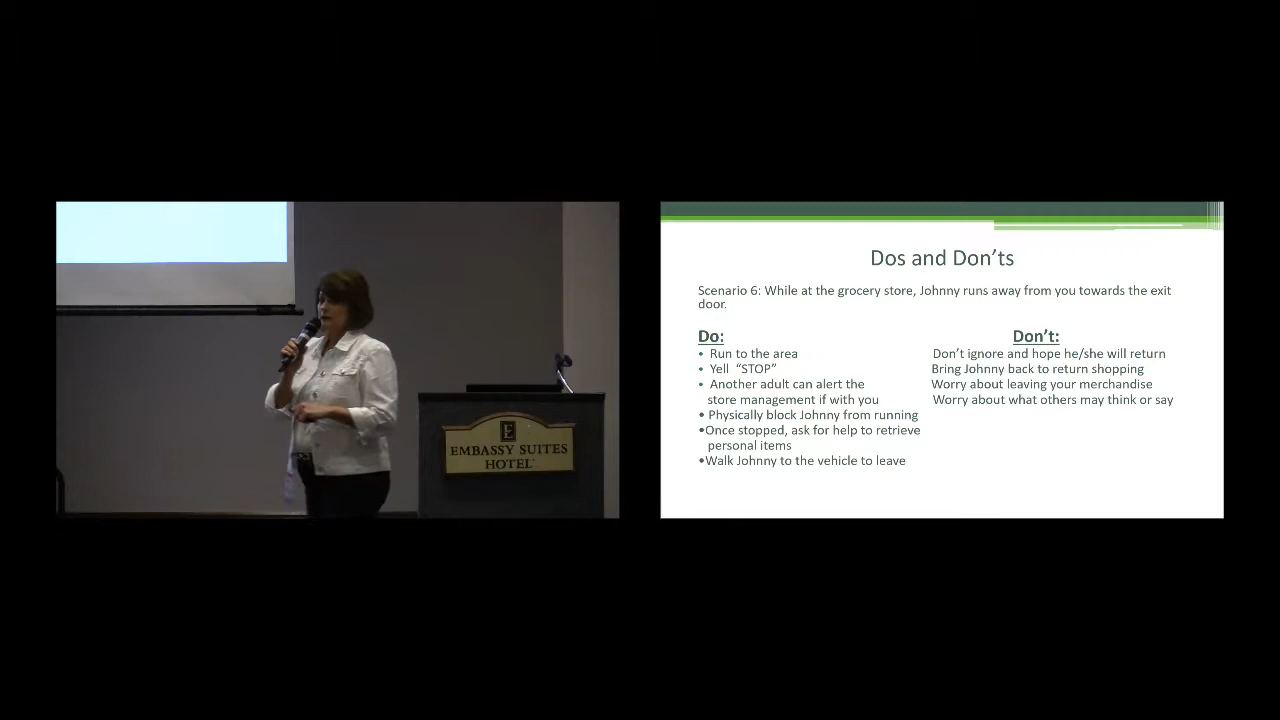 EMBASSY SUITES
HOTEL
Dos and Don'ts
Scenario 6: While at the grocery store, Johnny runs away from you towards the exit
door.
Do:
• Run to the area
• Yell “STOP”
• Another adult can alert the
store management if with you
• Physically block Johnny from running
•Once stopped, ask for help to retrieve
personal items
•Walk Johnny to the vehicle to leave
Don't:
Don't ignore and hope he/she will return
Bring Johnny back to return shopping
Worry about leaving your merchandise
Worry about what others may think or say